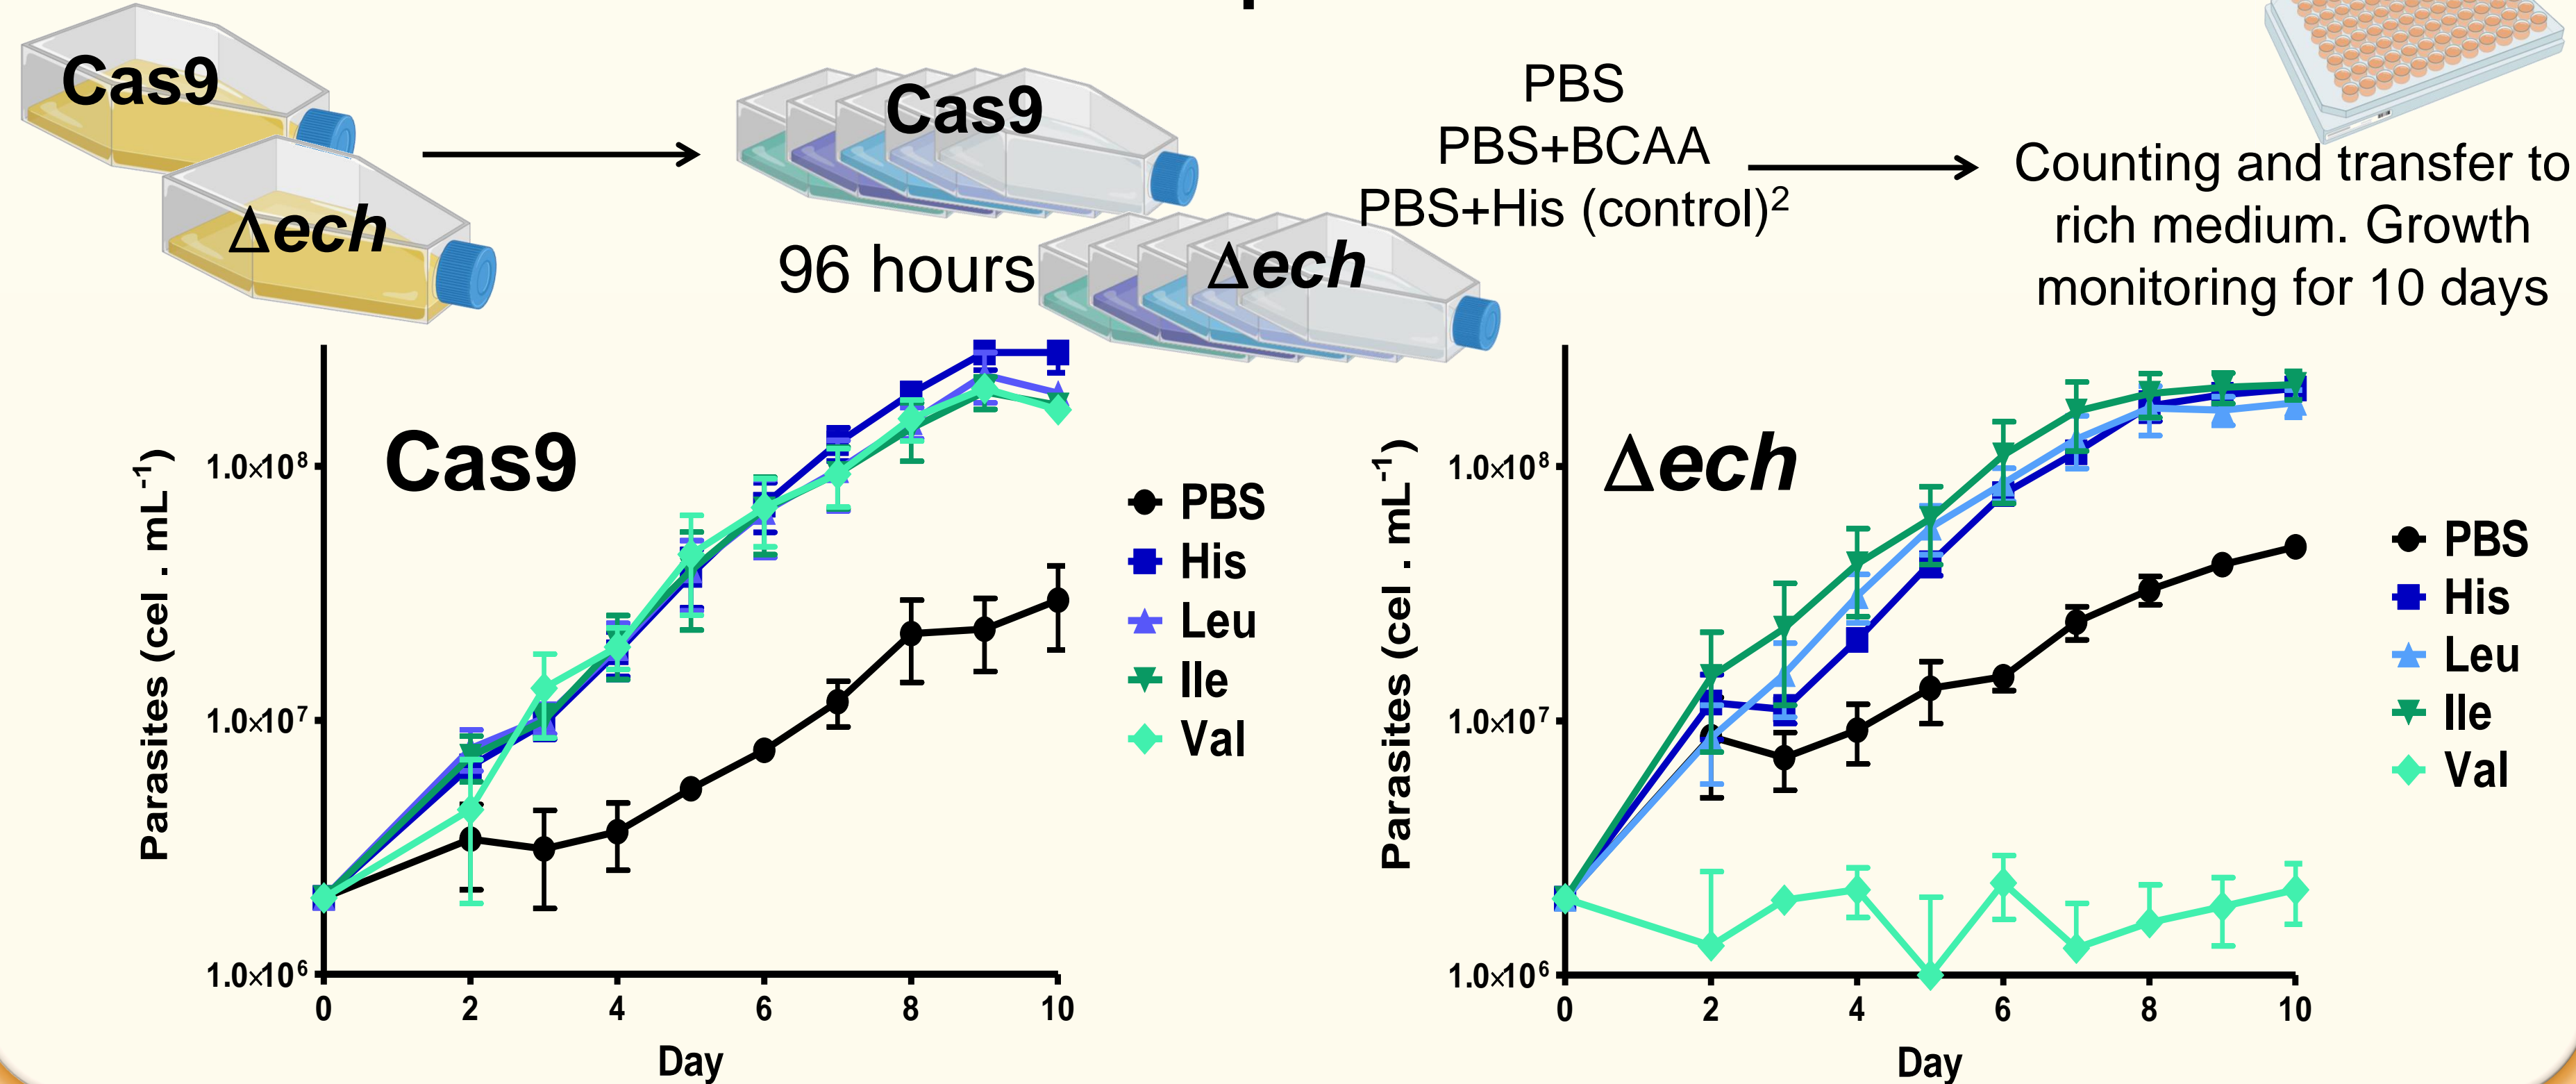 Cas9
Δech
Cas9
96 hours
Δech
PBS
PBS+BCAA
PBS+His (control)²
Counting and transfer to
rich medium. Growth
monitoring for 10 days
Parasites (cel . mL⁻¹)
1.0×10⁸
1.0×10⁷
1.0×10⁶
Cas9
0 2 4 6 8 10
Day
PBS
His
Leu
Ile
Val
Parasites (cel . mL⁻¹)
1.0×10⁸
1.0×10⁷
1.0×10⁶
Δech
0 2 4 6 8 10
Day
PBS
His
Leu
Ile
Val